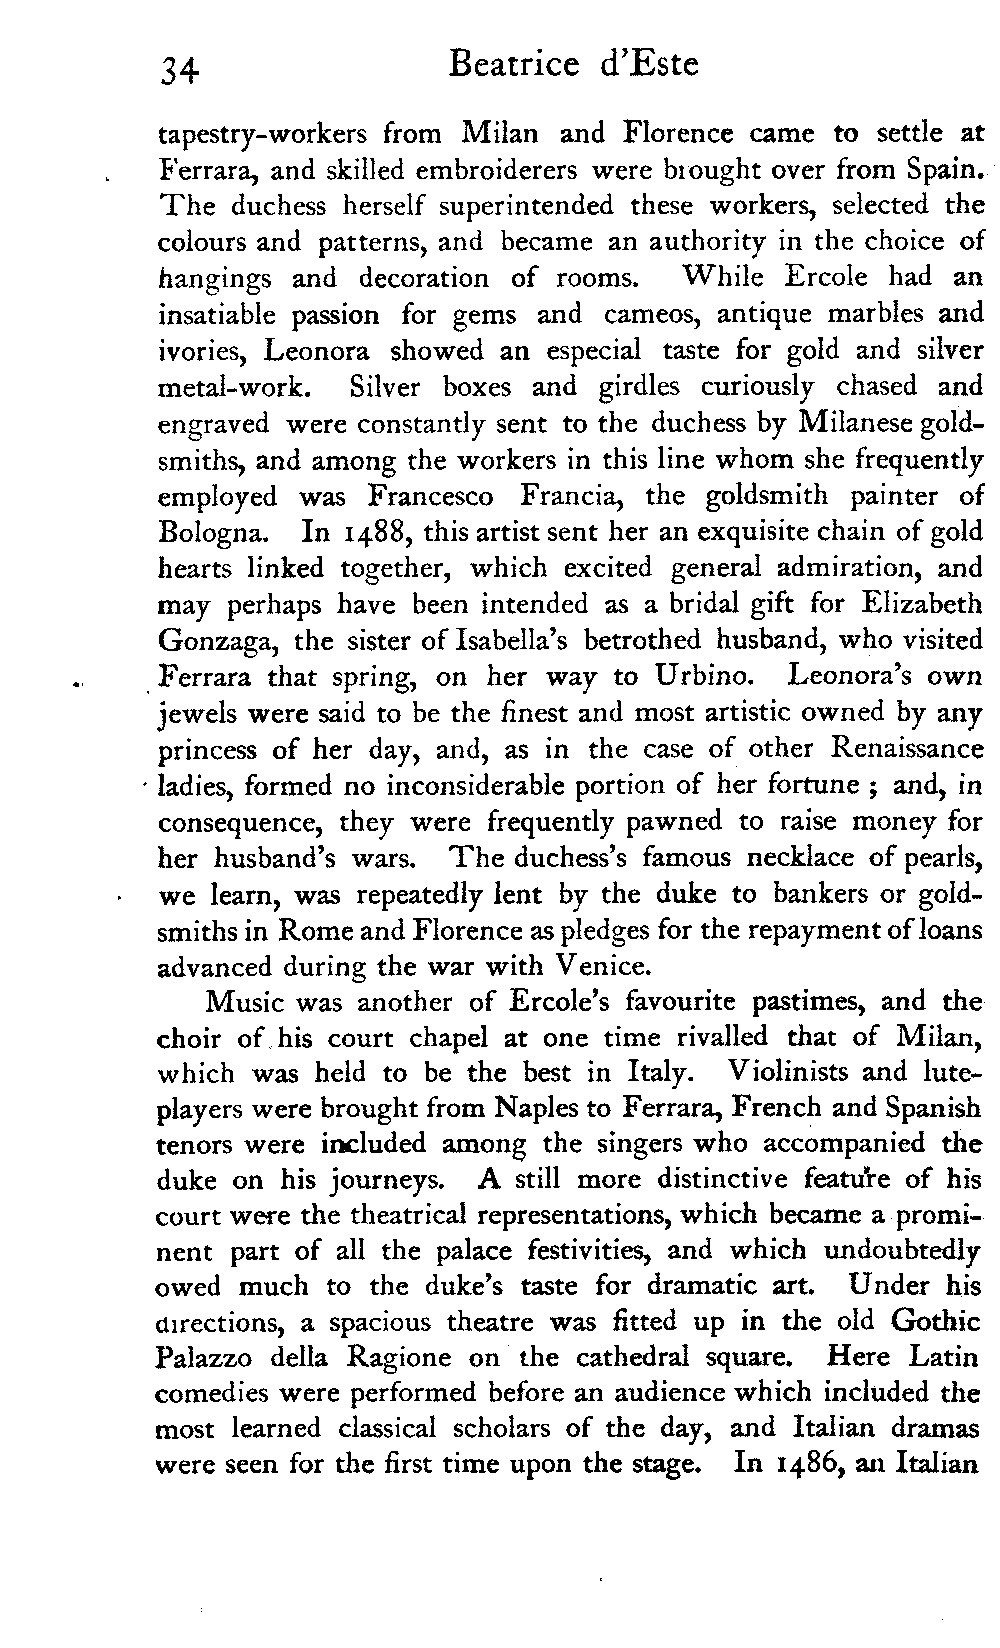 34 Beatrice d'Este
tapestry-workers from Milan and Florence came to settle at
Ferrara, and skilled embroiderers were brought over from Spain.
The duchess herself superintended these workers, selected the
colours and patterns, and became an authority in the choice of
hangings and decoration of rooms. While Ercole had an
insatiable passion for gems and cameos, antique marbles and
ivories, Leonora showed an especial taste for gold and silver
metal-work. Silver boxes and girdles curiously chased and
engraved were constantly sent to the duchess by Milanese gold-
smiths, and among the workers in this line whom she frequently
employed was Francesco Francia, the goldsmith painter of
Bologna. In 1488, this artist sent her an exquisite chain of gold
hearts linked together, which excited general admiration, and
may perhaps have been intended as a bridal gift for Elizabeth
Gonzaga, the sister of Isabella's betrothed husband, who visited
Ferrara that spring, on her way to Urbino. Leonora's own
jewels were said to be the finest and most artistic owned by any
princess of her day, and, as in the case of other Renaissance
ladies, formed no inconsiderable portion of her fortune ; and, in
consequence, they were frequently pawned to raise money for
her husband's wars. The duchess's famous necklace of pearls,
we learn, was repeatedly lent by the duke to bankers or gold-
smiths in Rome and Florence as pledges for the repayment of loans
advanced during the war with Venice.
Music was another of Ercole's favourite pastimes, and the
choir of his court chapel at one time rivalled that of Milan,
which was held to be the best in Italy. Violinists and lute-
players were brought from Naples to Ferrara, French and Spanish
tenors were included among the singers who accompanied the
duke on his journeys. A still more distinctive feature of his
court were the theatrical representations, which became a promi-
nent part of all the palace festivities, and which undoubtedly
owed much to the duke's taste for dramatic art. Under his
directions, a spacious theatre was fitted up in the old Gothic
Palazzo della Ragione on the cathedral square. Here Latin
comedies were performed before an audience which included the
most learned classical scholars of the day, and Italian dramas
were seen for the first time upon the stage. In 1486, an Italian